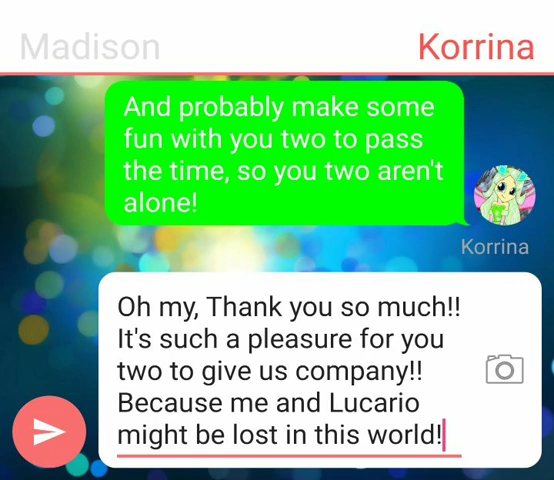 Madison Korrina
And probably make some
fun with you two to pass
the time, so you two aren't
alone!
Korrina
Oh my, Thank you so much!!
It's such a pleasure for you
two to give us company!!
Because me and Lucario
might be lost in this world!